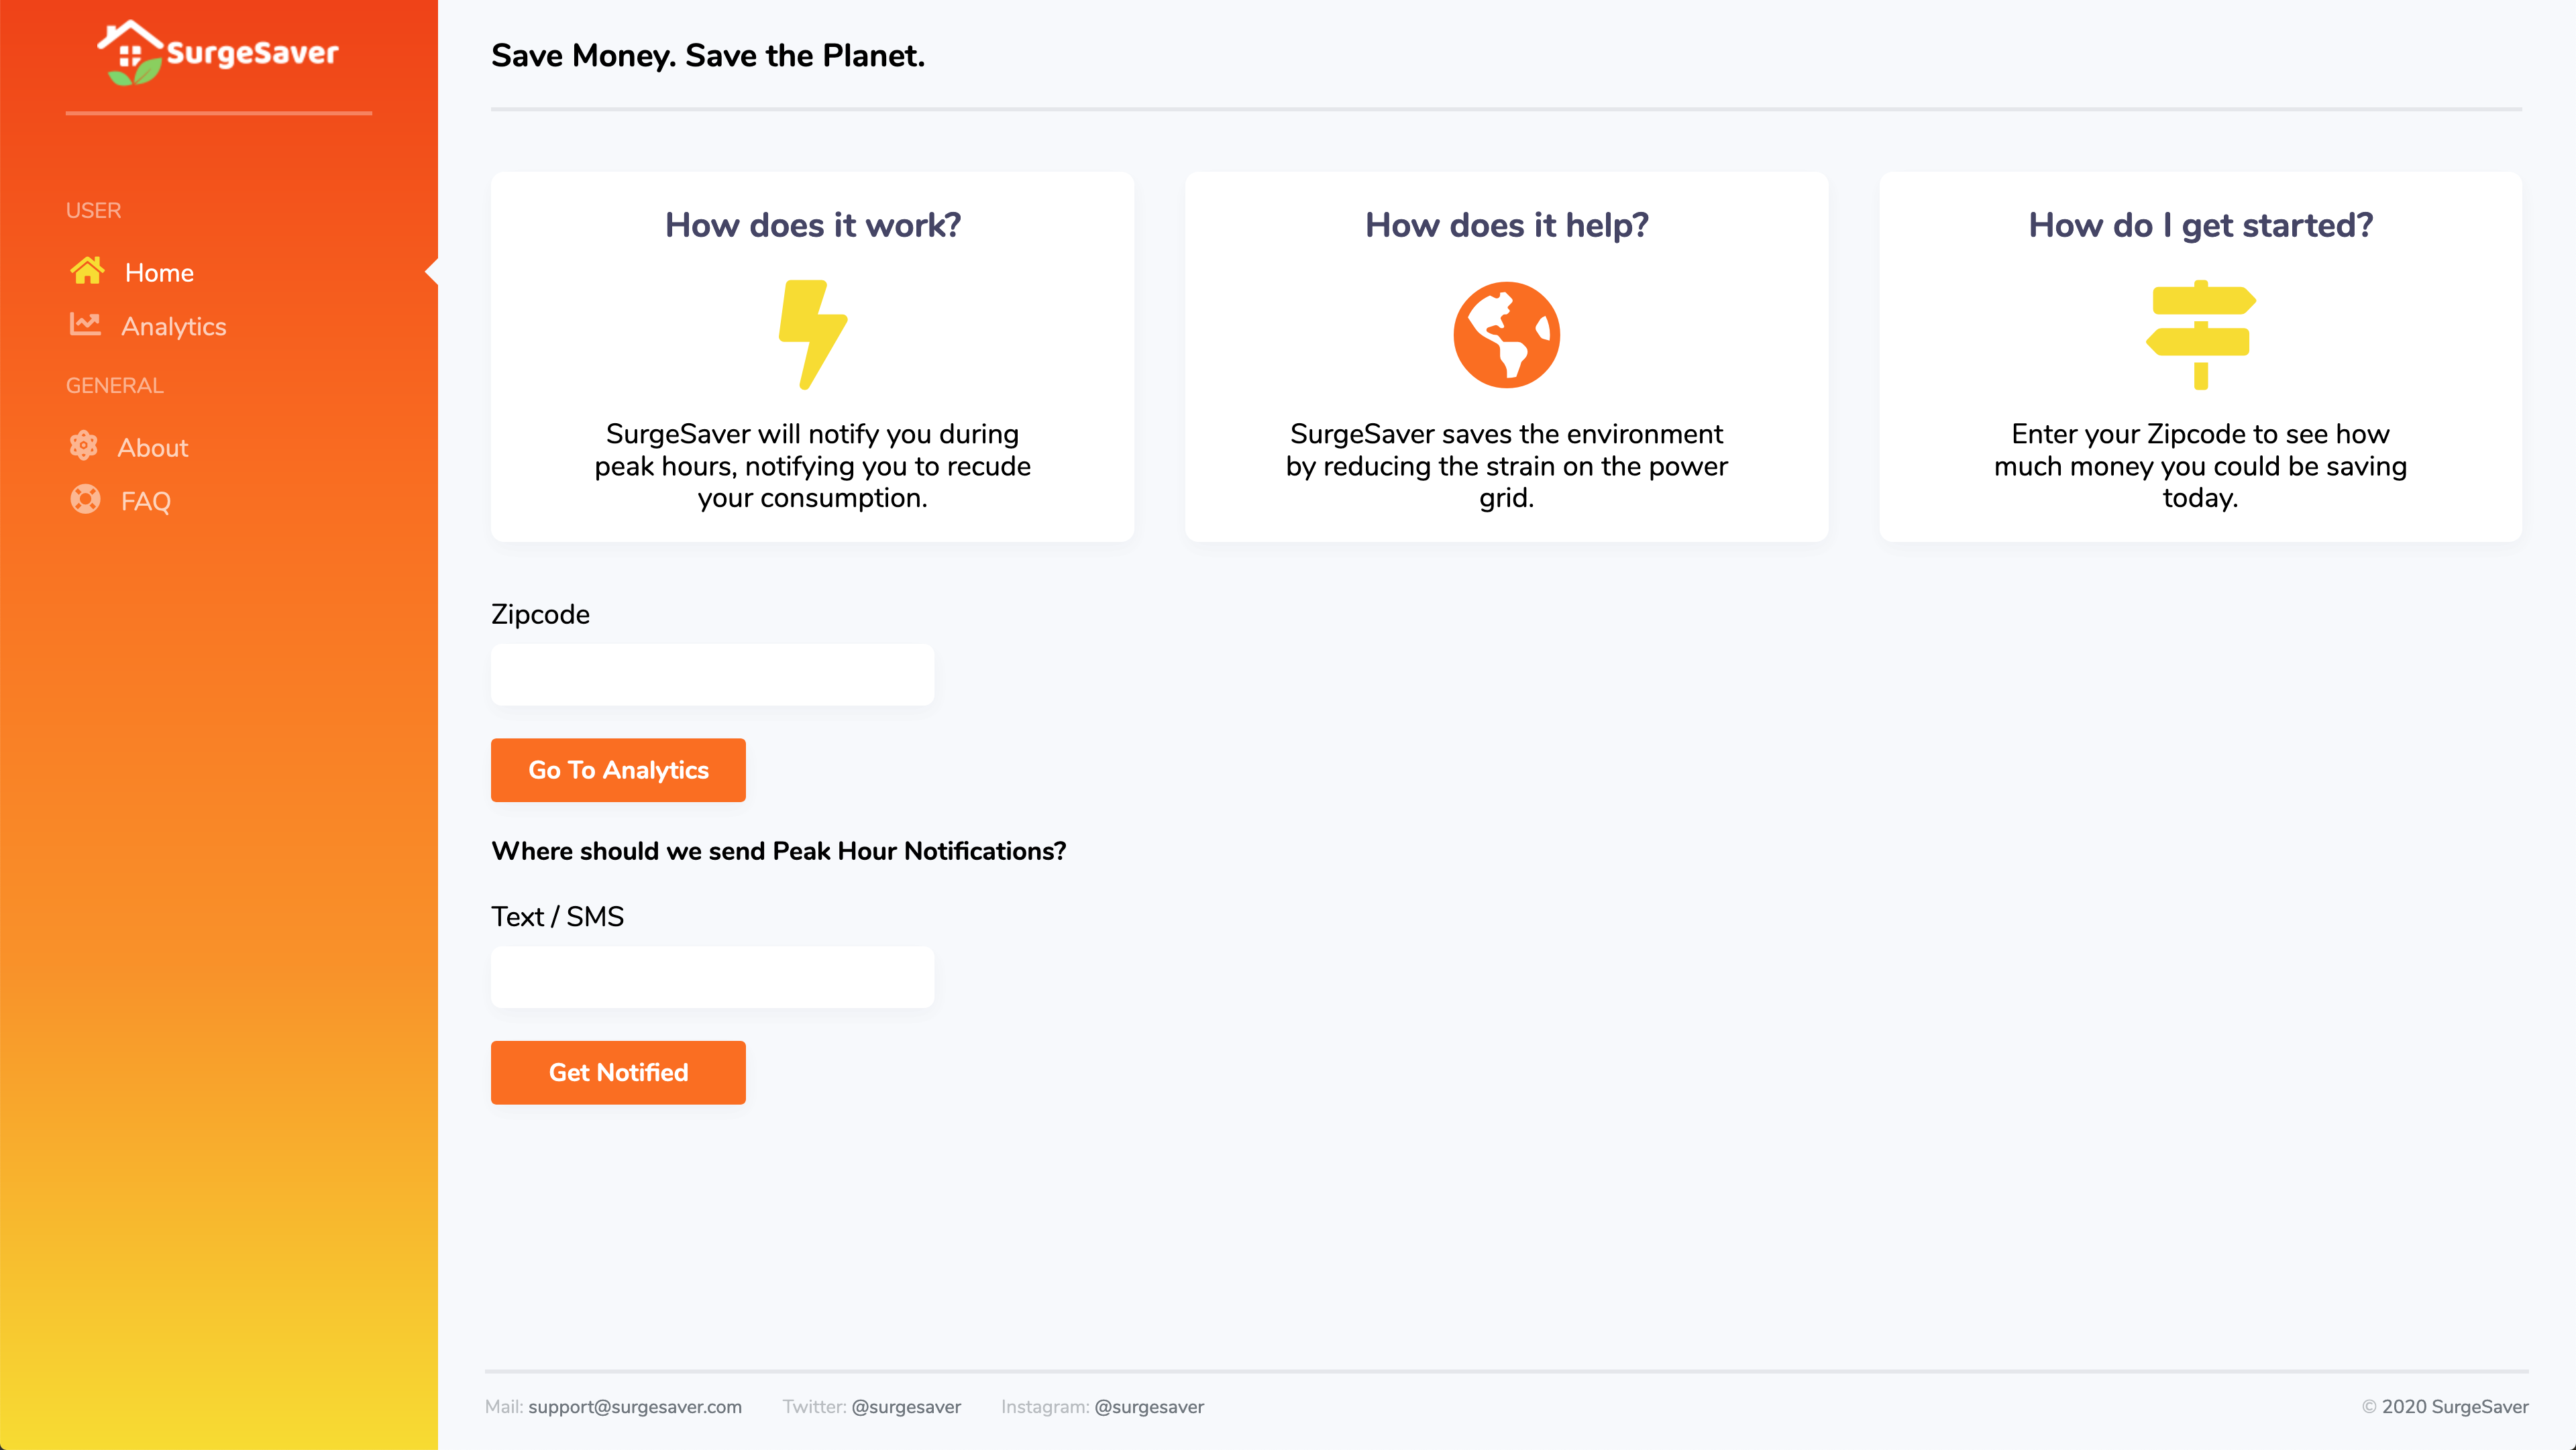 SurgeSaver
USER
Home
Analytics
GENERAL
About
FAQ
Save Money. Save the Planet.
How does it work?
SurgeSaver will notify you during
peak hours, notifying you to recude
your consumption.
How does it help?
SurgeSaver saves the environment
by reducing the strain on the power
grid.
How do I get started?
Enter your Zipcode to see how
much money you could be saving
today.
Zipcode
Go To Analytics
Where should we send Peak Hour Notifications?
Text / SMS
Get Notified
Mail: support@surgesaver.com Twitter: @surgesaver Instagram: @surgesaver © 2020 SurgeSaver